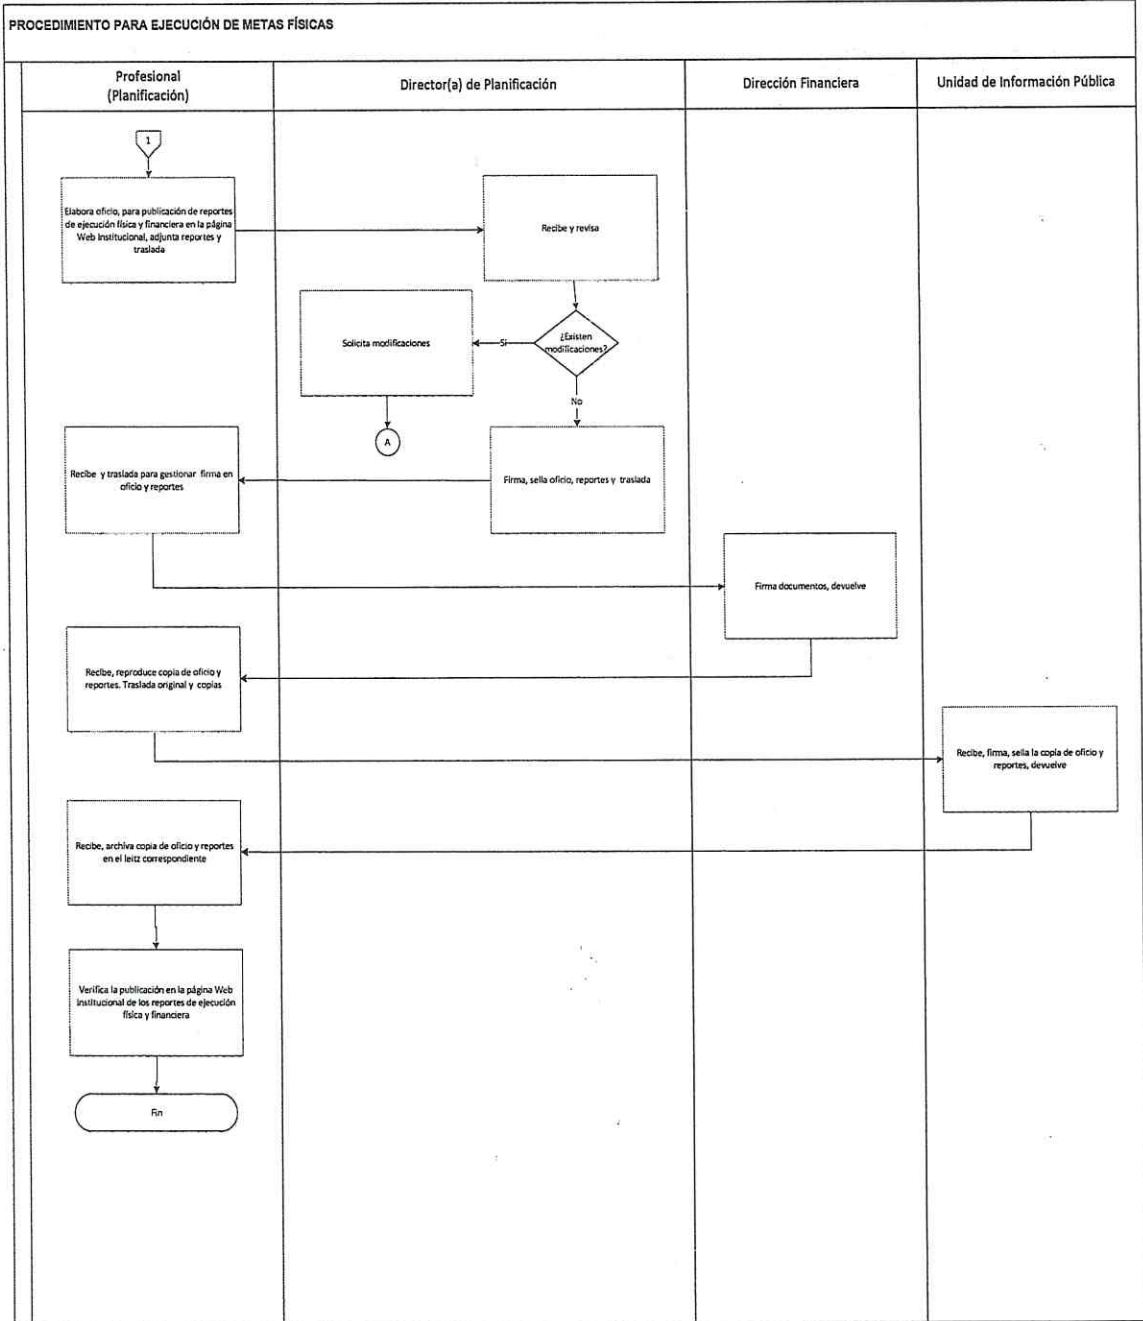 PROCEDIMIENTO PARA EJECUCIÓN DE METAS FÍSICAS
Profesional
(Planificación)
Director(a) de Planificación
Dirección Financiera
Unidad de Información Pública
1
Elabora oficio, para publicación de reportes
de ejecución física y financiera en la página
Web Institucional, adjunta reportes y
traslada
Recibe y revisa
¿Existen
modificaciones?
Si
Solicita modificaciones
No
A
Firma, sella oficio, reportes y traslada
Recibe y traslada para gestionar firma en
oficio y reportes
Firma documentos, devuelve
Recibe, reproduce copia de oficio y
reportes. Traslada original y copias
Recibe, firma, sella la copia de oficio y
reportes, devuelve
Recibe, archiva copia de oficio y reportes
en el leitz correspondiente
Verifica la publicación en la página Web
Institucional de los reportes de ejecución
física y financiera
Fin